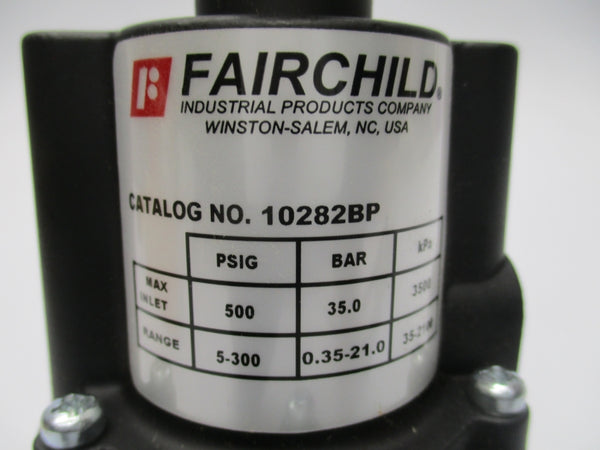 FAIRCHILD®
INDUSTRIAL PRODUCTS COMPANY
WINSTON-SALEM, NC, USA
CATALOG NO. 10282BP
PSIG BAR kPa
MAX INLET 500 35.0 3500
RANGE 5-300 0.35-21.0